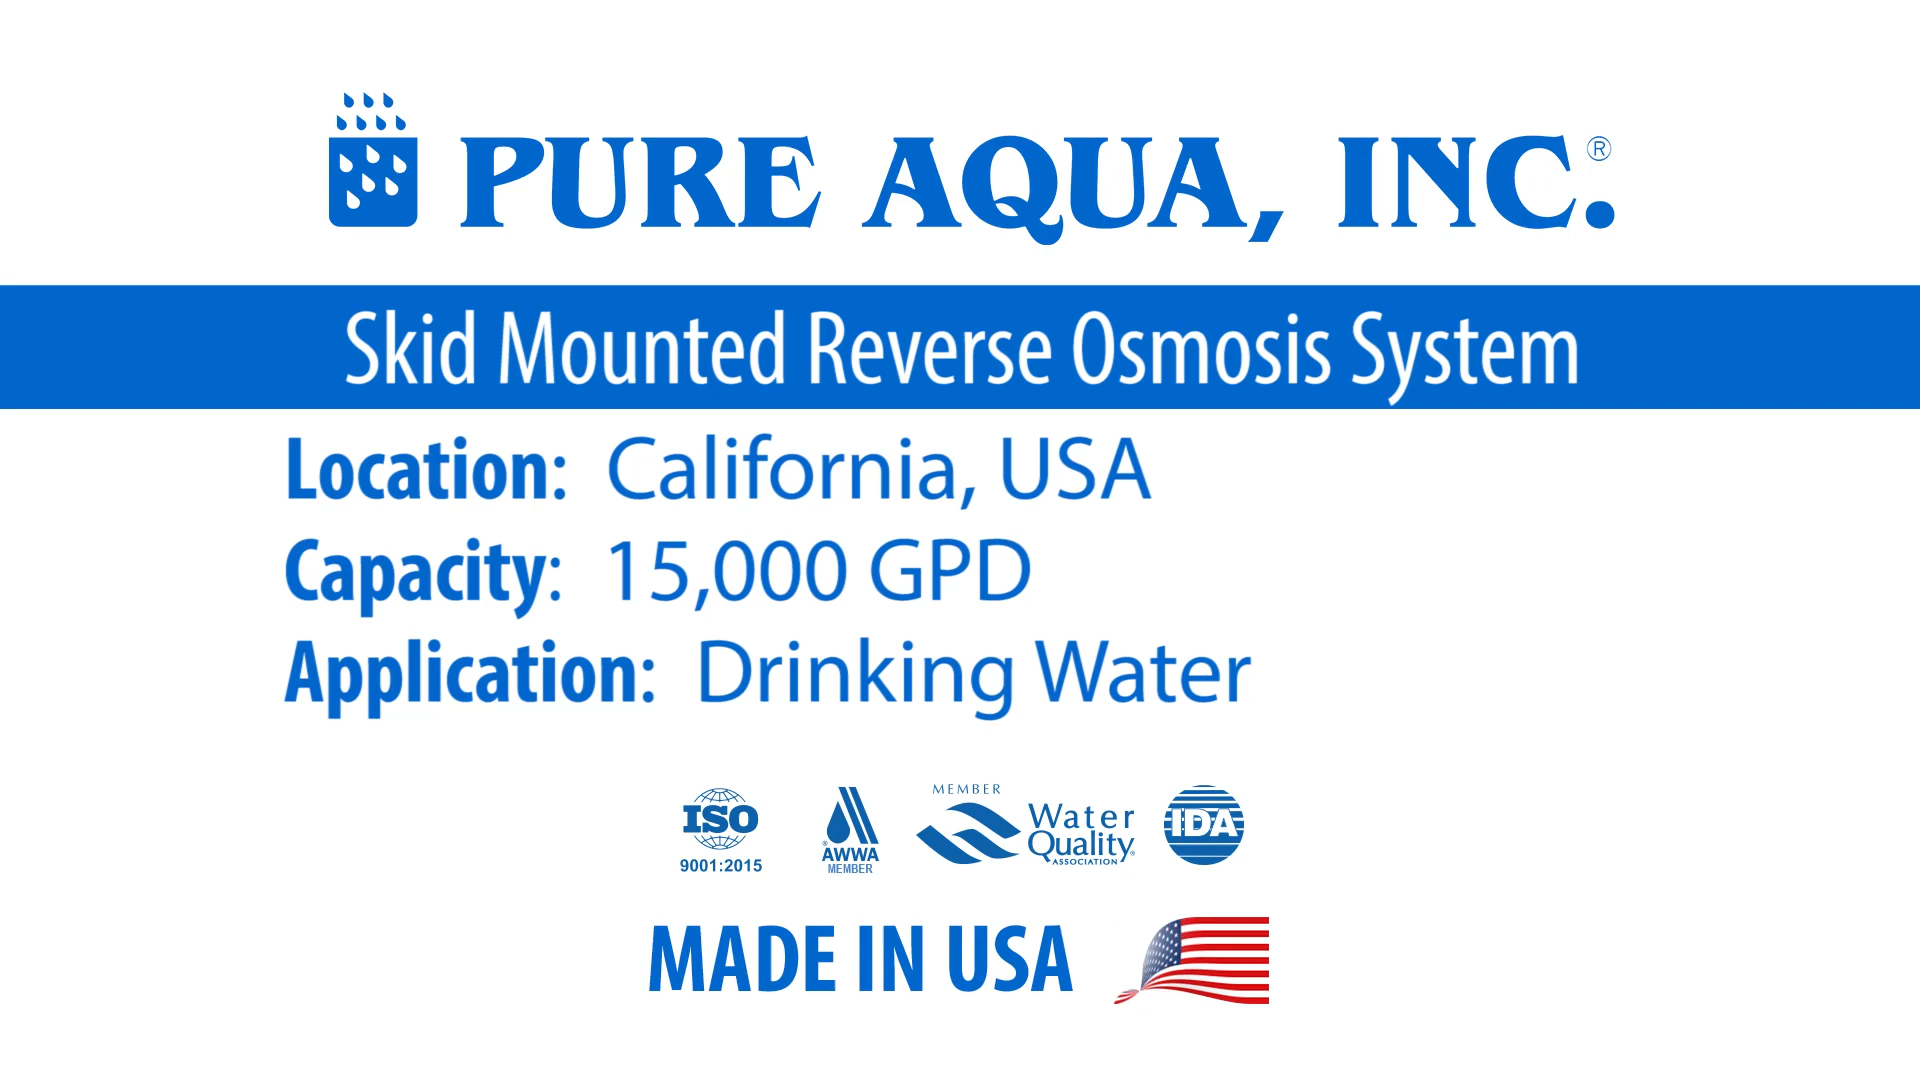 PURE AQUA, INC.®
Skid Mounted Reverse Osmosis System
Location: California, USA
Capacity: 15,000 GPD
Application: Drinking Water
ISO
9001:2015
® AWWA
MEMBER
MEMBER
Water
Quality®
ASSOCIATION
IDA
MADE IN USA